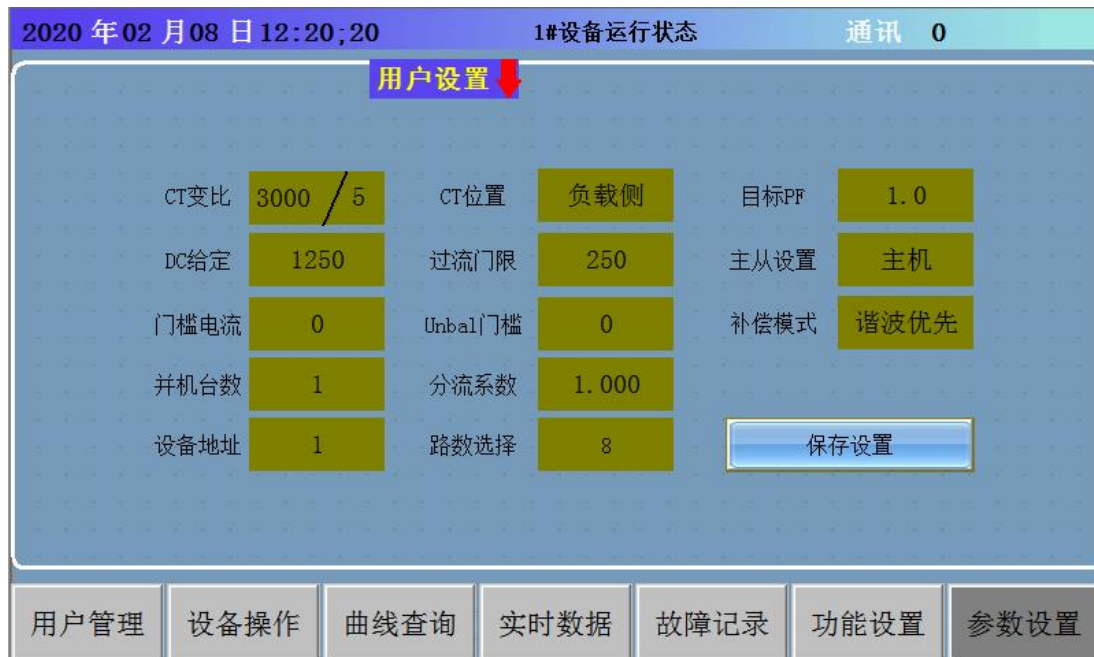 2020 年 02 月 08 日 12:20;20 1#设备运行状态 通讯 0
用户设置
CT变比 3000 / 5 CT位置 负载侧 目标PF 1.0
DC给定 1250 过流门限 250 主从设置 主机
门槛电流 0 Unbal门槛 0 补偿模式 谐波优先
并机台数 1 分流系数 1.000
设备地址 1 路数选择 8 保存设置
用户管理 设备操作 曲线查询 实时数据 故障记录 功能设置 参数设置